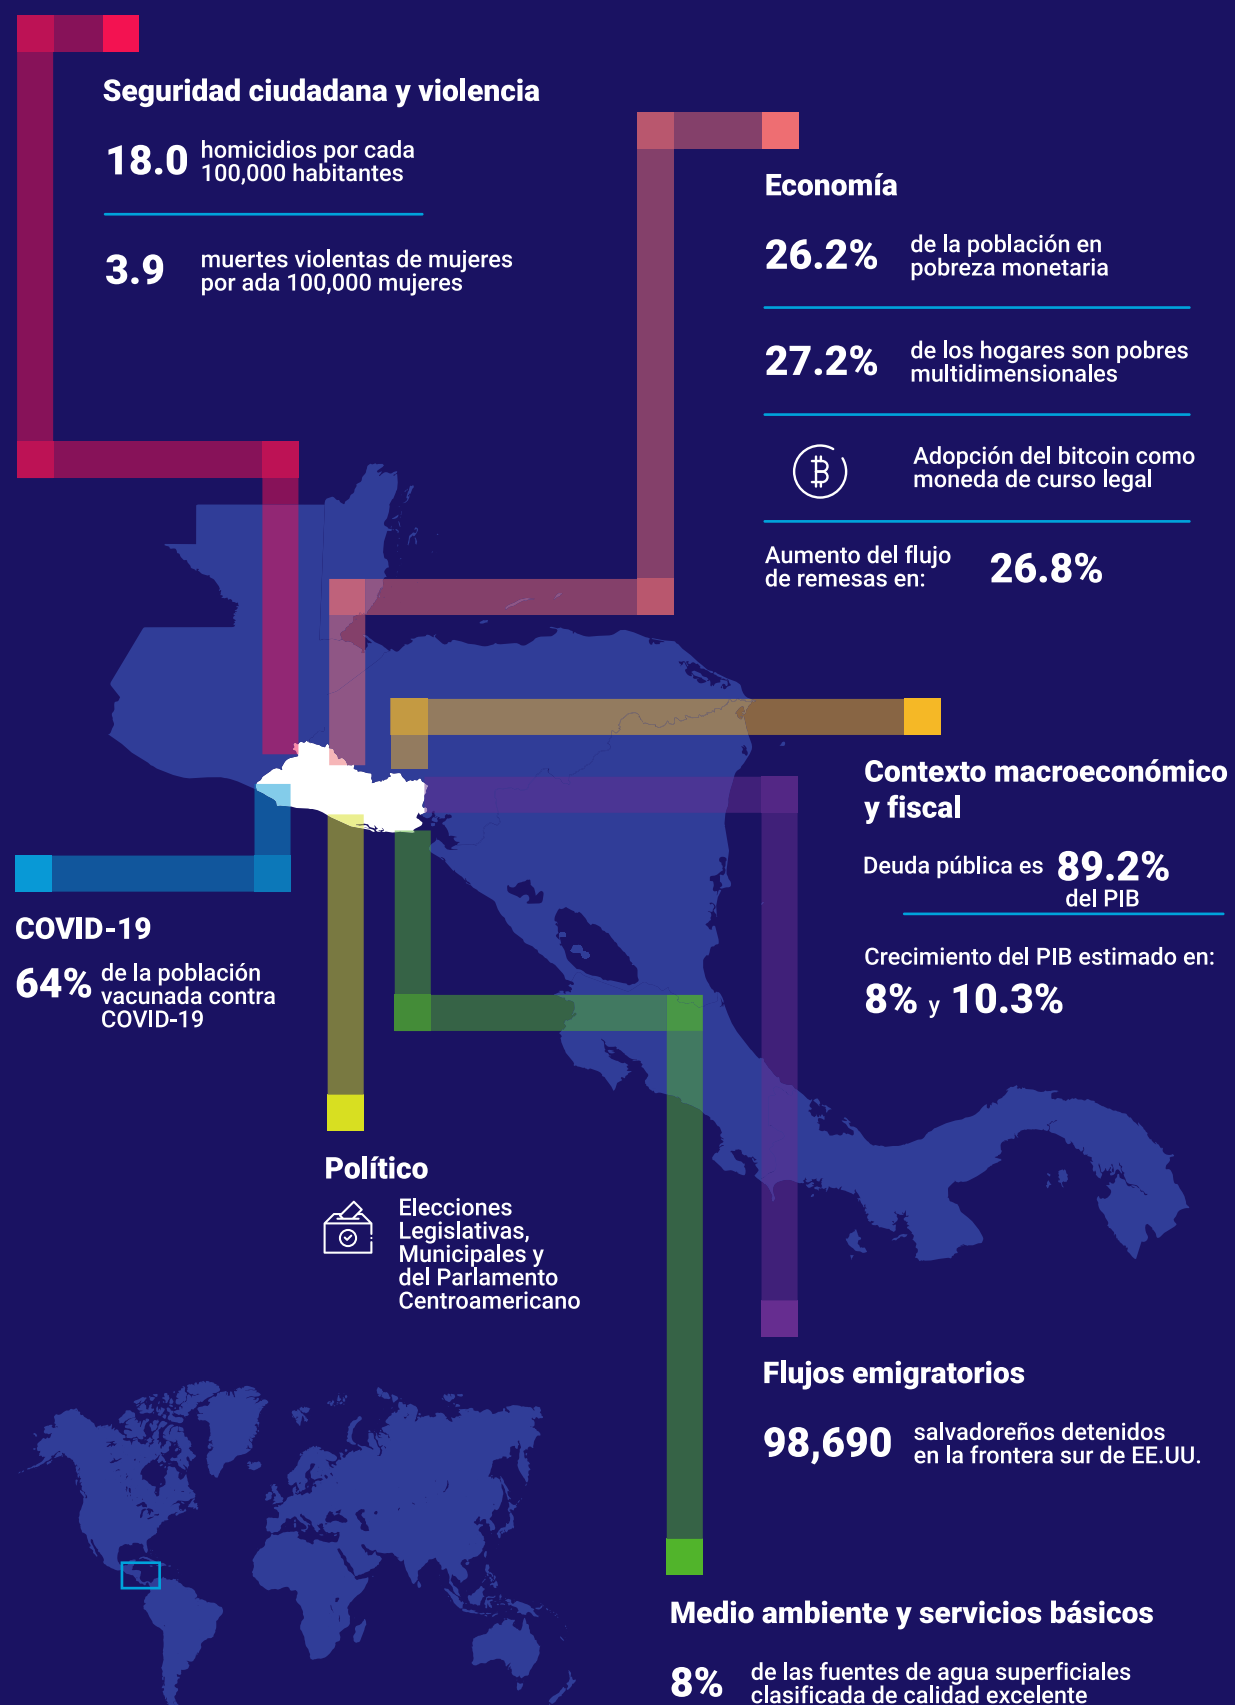 Seguridad ciudadana y violencia
18.0 homicidios por cada
100,000 habitantes
3.9 muertes violentas de mujeres
por ada 100,000 mujeres
Economía
26.2% de la población en
pobreza monetaria
27.2% de los hogares son pobres
multidimensionales
Adopción del bitcoin como
moneda de curso legal
Aumento del flujo
de remesas en: 26.8%
Contexto macroeconómico
y fiscal
Deuda pública es 89.2%
del PIB
Crecimiento del PIB estimado en:
8% y 10.3%
COVID-19
64% de la población
vacunada contra
COVID-19
Político
Elecciones
Legislativas,
Municipales y
del Parlamento
Centroamericano
Flujos emigratorios
98,690 salvadoreños detenidos
en la frontera sur de EE.UU.
Medio ambiente y servicios básicos
8% de las fuentes de agua superficiales
clasificada de calidad excelente